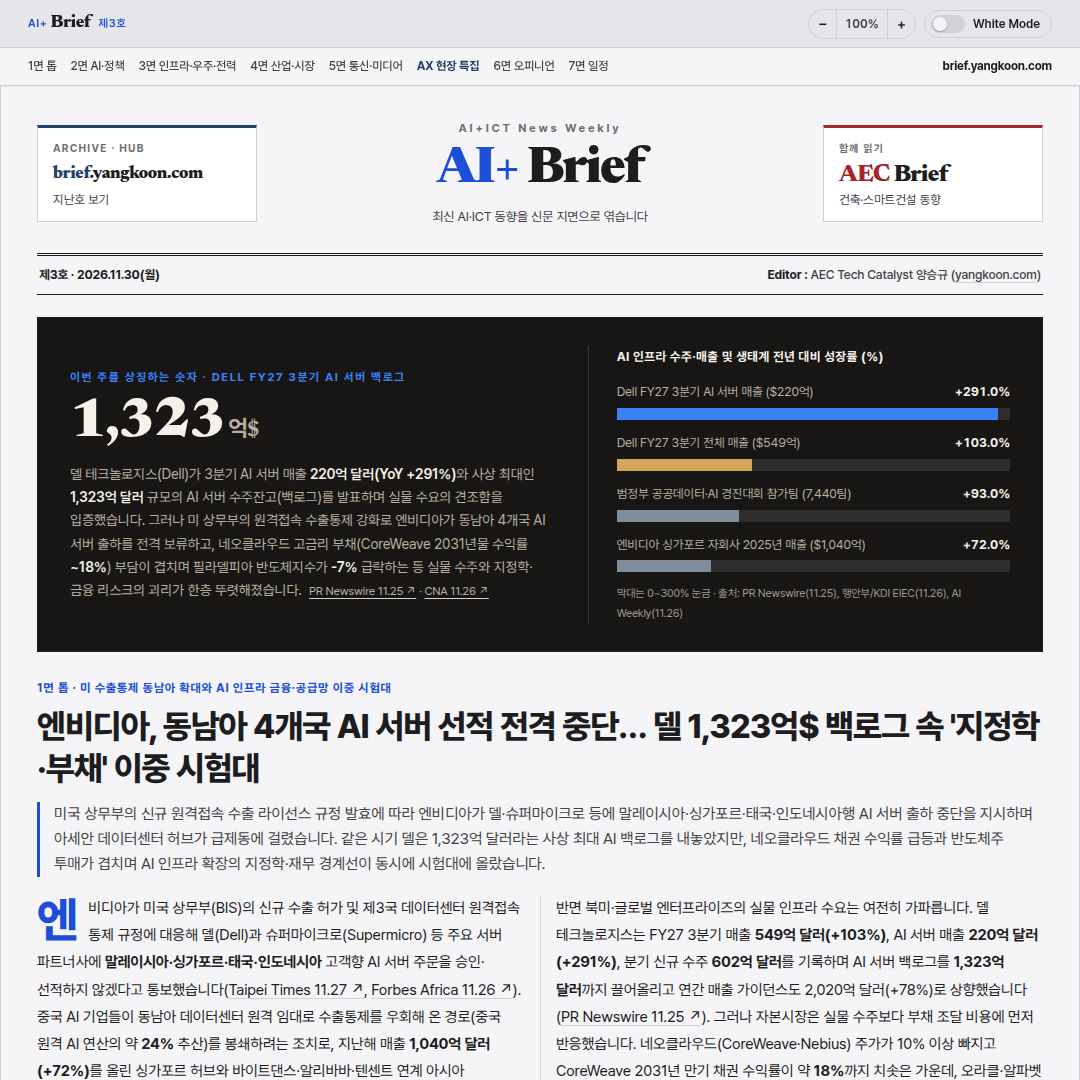 AI+ Brief 제3호
− 100% + White Mode
1면 톱 2면 AI·정책 3면 인프라·우주·전력 4면 산업·시장 5면 통신·미디어 AX 현장 특집 6면 오피니언 7면 일정
brief.yangkoon.com
ARCHIVE · HUB
brief.yangkoon.com
지난호 보기
AI+ICT News Weekly
AI+ Brief
최신 AI·ICT 동향을 신문 지면으로 엮습니다
함께 읽기
AEC Brief
건축·스마트건설 동향
제3호 · 2026.11.30(월)
Editor : AEC Tech Catalyst 양승규 (yangkoon.com)
이번 주를 상징하는 숫자 · DELL FY27 3분기 AI 서버 백로그
1,323 억$
델 테크놀로지스(Dell)가 3분기 AI 서버 매출 220억 달러(YoY +291%)와 사상 최대인
1,323억 달러 규모의 AI 서버 수주잔고(백로그)를 발표하며 실물 수요의 견조함을
입증했습니다. 그러나 미 상무부의 원격접속 수출통제 강화로 엔비디아가 동남아 4개국 AI
서버 출하를 전격 보류하고, 네오클라우드 고금리 부채(CoreWeave 2031년물 수익률
~18%) 부담이 겹치며 필라델피아 반도체지수가 -7% 급락하는 등 실물 수주와 지정학·
금융 리스크의 괴리가 한층 뚜렷해졌습니다. PR Newswire 11.25 ↗ · CNA 11.26 ↗
AI 인프라 수주·매출 및 생태계 전년 대비 성장률 (%)
Dell FY27 3분기 AI 서버 매출 ($220억) +291.0%
Dell FY27 3분기 전체 매출 ($549억) +103.0%
범정부 공공데이터·AI 경진대회 참가팀 (7,440팀) +93.0%
엔비디아 싱가포르 자회사 2025년 매출 ($1,040억) +72.0%
막대는 0~300% 눈금 · 출처: PR Newswire(11.25), 행안부/KDI EIEC(11.26), AI
Weekly(11.26)
1면 톱 · 미 수출통제 동남아 확대와 AI 인프라 금융·공급망 이중 시험대
엔비디아, 동남아 4개국 AI 서버 선적 전격 중단… 델 1,323억$ 백로그 속 '지정학
·부채' 이중 시험대
미국 상무부의 신규 원격접속 수출 라이선스 규정 발효에 따라 엔비디아가 델·슈퍼마이크로 등에 말레이시아·싱가포르·태국·인도네시아행 AI 서버 출하 중단을 지시하며
아세안 데이터센터 허브가 급제동에 걸렸습니다. 같은 시기 델은 1,323억 달러라는 사상 최대 AI 백로그를 내놓았지만, 네오클라우드 채권 수익률 급등과 반도체주
투매가 겹치며 AI 인프라 확장의 지정학·재무 경계선이 동시에 시험대에 올랐습니다.
엔비디아가 미국 상무부(BIS)의 신규 수출 허가 및 제3국 데이터센터 원격접속
통제 규정에 대응해 델(Dell)과 슈퍼마이크로(Supermicro) 등 주요 서버
파트너사에 말레이시아·싱가포르·태국·인도네시아 고객향 AI 서버 주문을 승인·
선적하지 않겠다고 통보했습니다(Taipei Times 11.27 ↗, Forbes Africa 11.26 ↗).
중국 AI 기업들이 동남아 데이터센터 원격 임대로 수출통제를 우회해 온 경로(중국
원격 AI 연산의 약 24% 추산)를 봉쇄하려는 조치로, 지난해 매출 1,040억 달러
(+72%)를 올린 싱가포르 허브와 바이트댄스·알리바바·텐센트 연계 아시아
반면 북미·글로벌 엔터프라이즈의 실물 인프라 수요는 여전히 가파릅니다. 델
테크놀로지스는 FY27 3분기 매출 549억 달러(+103%), AI 서버 매출 220억 달러
(+291%), 분기 신규 수주 602억 달러를 기록하며 AI 서버 백로그를 1,323억
달러까지 끌어올리고 연간 매출 가이던스도 2,020억 달러(+78%)로 상향했습니다
(PR Newswire 11.25 ↗). 그러나 자본시장은 실물 수주보다 부채 조달 비용에 먼저
반응했습니다. 네오클라우드(CoreWeave·Nebius) 주가가 10% 이상 빠지고
CoreWeave 2031년 만기 채권 수익률이 약 18%까지 치솟은 가운데, 오라클·알파벳